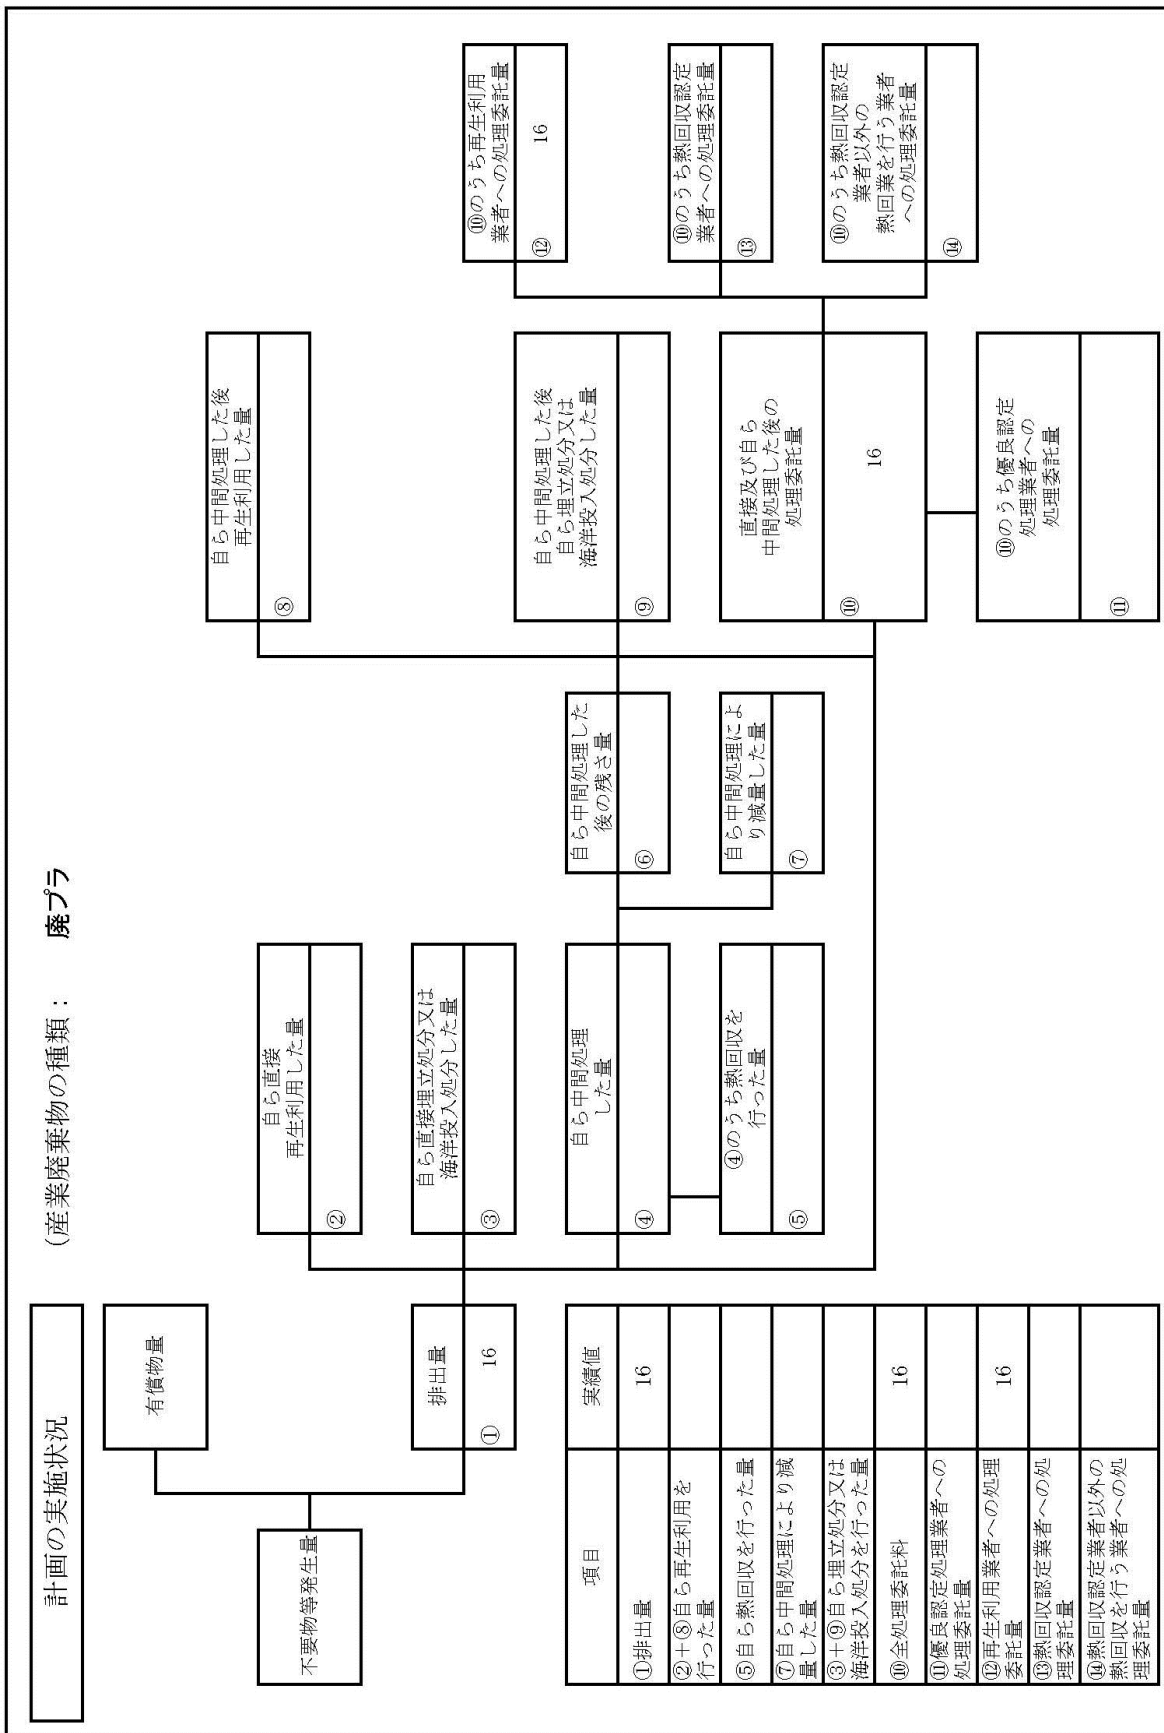 計画の実施状況
(産業廃棄物の種類： 廃プラ
不要物等発生量
有償物量
排出量
① 16
自ら直接
再生利用した量
②
自ら直接埋立処分又は
海洋投入処分した量
③
自ら中間処理
した量
④
④のうち熱回収を
行った量
⑤
自ら中間処理した
後の残さ量
⑥
自ら中間処理によ
り減量した量
⑦
自ら中間処理した後
再生利用した量
⑧
自ら中間処理した後
自ら埋立処分又は
海洋投入処分した量
⑨
直接及び自ら
中間処理した後の
処理委託量
⑩ 16
⑩のうち優良認定
処理業者への
処理委託量
⑪
⑩のうち再生利用
業者への処理委託量
⑫ 16
⑩のうち熱回収認定
業者への処理委託量
⑬
⑩のうち熱回収認定
業者以外の
熱回業を行う業者
への処理委託量
⑭
項目 実績値
①排出量 16
②＋⑧自ら再生利用を
行った量
⑤自ら熱回収を行った量
⑦自ら中間処理により減
量した量
③＋⑨自ら埋立処分又は
海洋投入処分を行った量
⑩全処理委託料 16
⑪優良認定処理業者への
処理委託量
⑫再生利用業者への処理
委託量 16
⑬熱回収認定業者への処
理委託量
⑭熱回収認定業者以外の
熱回収を行う業者への処
理委託量